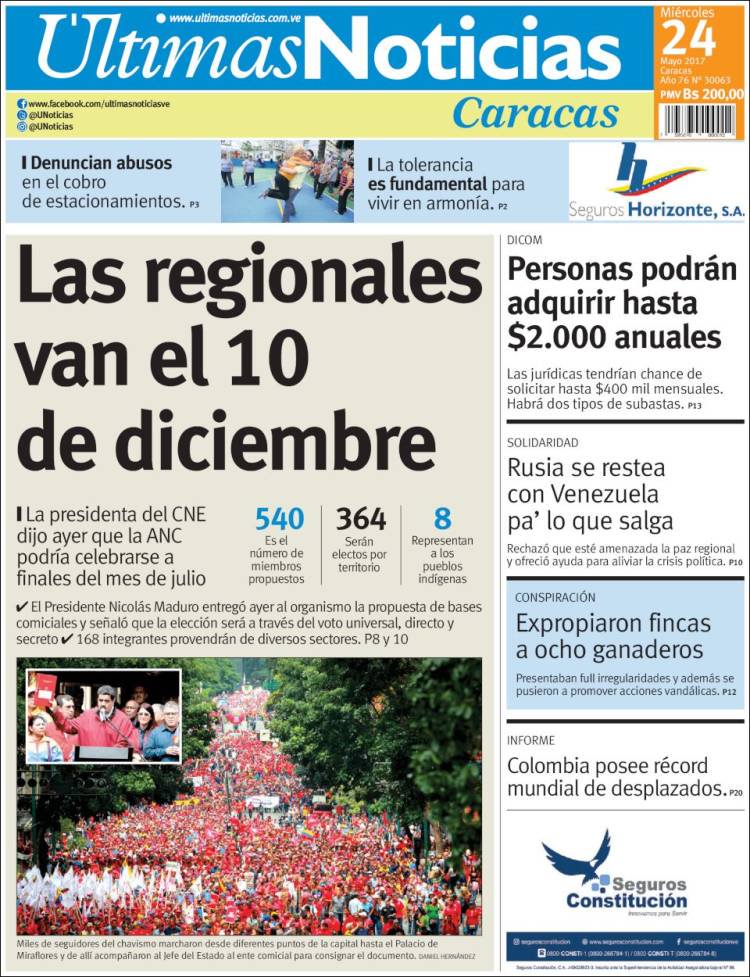 www.ultimasnoticias.com.ve
Últimas Noticias
Caracas
Miércoles
24
Mayo 2017
Caracas
Año 76 N° 30063
PMV Bs 200,00
www.facebook.com/ultimasnoticiasve
@UNoticias
@UNoticias
Denuncian abusos
en el cobro
de estacionamientos. P3
La tolerancia
es fundamental para
vivir en armonía. P2
Seguros Horizonte, S.A.
Las regionales
van el 10
de diciembre
La presidenta del CNE
dijo ayer que la ANC
podría celebrarse a
finales del mes de julio
540
Es el
número de
miembros
propuestos
364
Serán
electos por
territorio
8
Representan
a los
pueblos
indígenas
✔ El Presidente Nicolás Maduro entregó ayer al organismo la propuesta de bases
comiciales y señaló que la elección será a través del voto universal, directo y
secreto ✔ 168 integrantes provendrán de diversos sectores. P8 y 10
Miles de seguidores del chavismo marcharon desde diferentes puntos de la capital hasta el Palacio de
Miraflores y de allí acompañaron al Jefe del Estado al ente comicial para consignar el documento. DANIEL HERNÁNDEZ
DICOM
Personas podrán
adquirir hasta
$2.000 anuales
Las jurídicas tendrían chance de
solicitar hasta $400 mil mensuales.
Habrá dos tipos de subastas. P13
SOLIDARIDAD
Rusia se restea
con Venezuela
pa' lo que salga
Rechazó que esté amenazada la paz regional
y ofreció ayuda para aliviar la crisis política. P10
CONSPIRACIÓN
Expropiaron fincas
a ocho ganaderos
Presentaban full irregularidades y además se
pusieron a promover acciones vandálicas. P12
INFORME
Colombia posee récord
mundial de desplazados. P20
Seguros
Constitución
Innovamos para Servir
segurosconstitucion
@segurosconstitu
www.segurosconstitucion.com
0800-CONSTI-1 (0800-266784-1) / 0800-CONSTI-T (0800-266784-8)